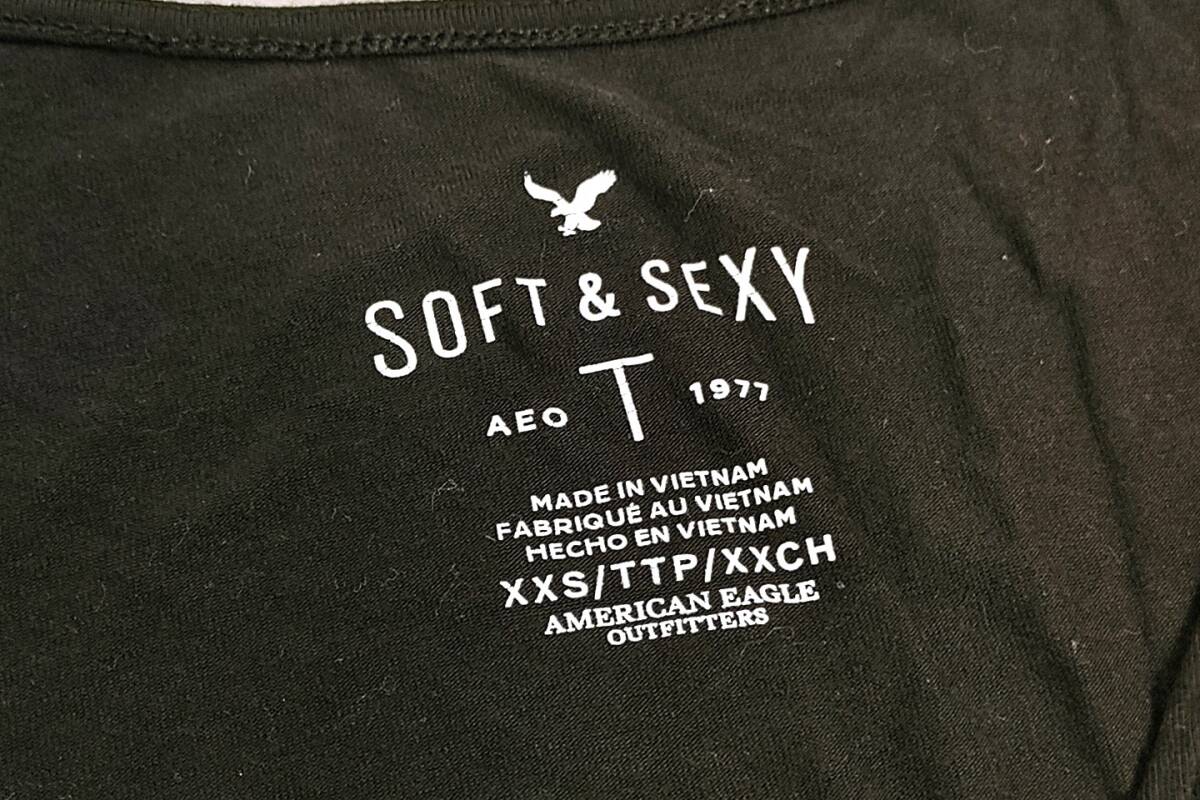 SOFT & SEXY
AEO T 1977
MADE IN VIETNAM
FABRIQUÉ AU VIETNAM
HECHO EN VIETNAM
XXS/TTP/XXCH
AMERICAN EAGLE
OUTFITTERS